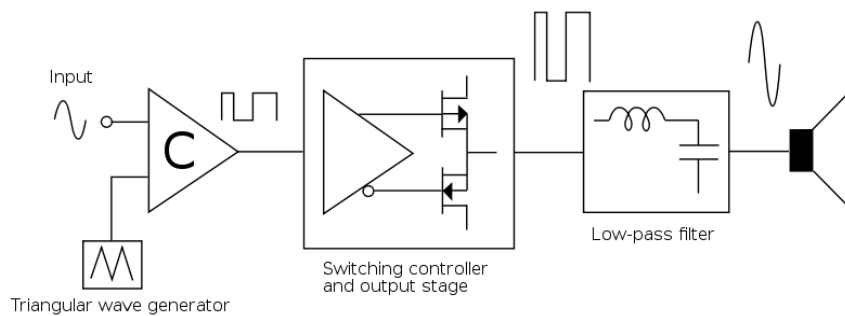 Input
C
Low-pass filter
Switching controller
and output stage
Triangular wave generator